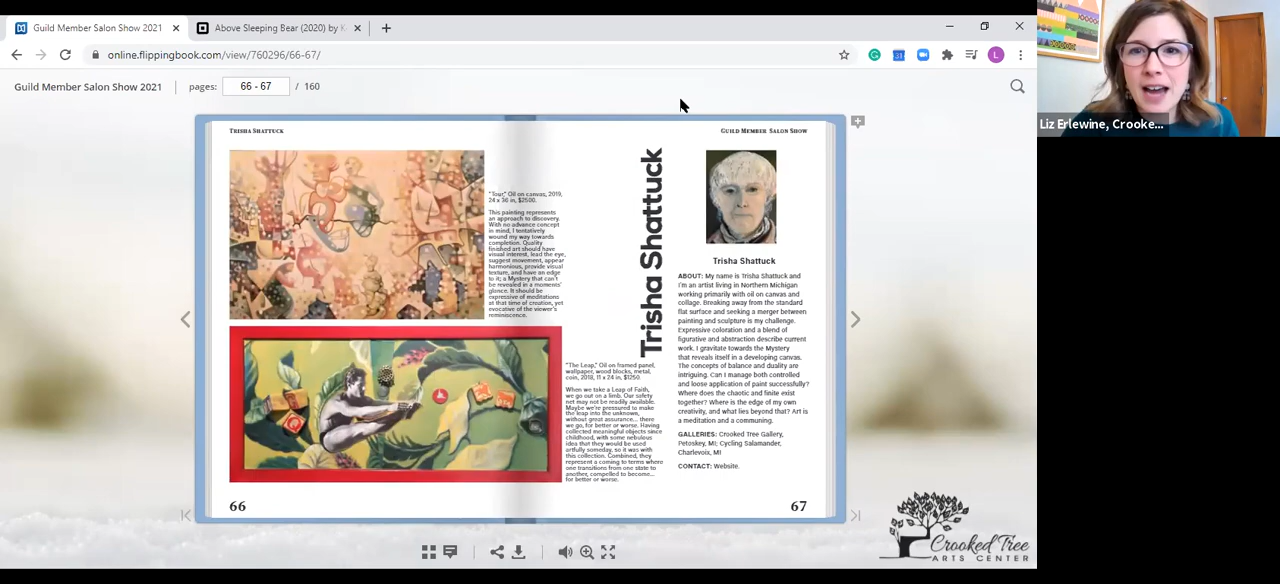 Guild Member Salon Show 2021
Above Sleeping Bear (2020) by K
online.flippingbook.com/view/760296/66-67/
Guild Member Salon Show 2021
pages:
66 - 67
/ 160
TRISHA SHATTUCK
GUILD MEMBER SALON SHOW
"Tour," Oil on canvas, 2019,
24 x 36 in, $2500.
This painting represents
an approach to discovery.
With no advance concept
in mind, I tentatively
wound my way towards
completion. Quality
finished art should have
visual interest, lead the eye,
suggest movement, appear
harmonious, provide visual
texture, and have an edge
to it; a Mystery that can't
be revealed in a moments'
glance. It should be
expressive of meditations
at that time of creation, yet
evocative of the viewer's
reminiscence.
"The Leap," Oil on framed panel,
wallpaper, wood blocks, metal,
coin, 2018, 11 x 24 in, $1250.
When we take a Leap of Faith,
we go out on a limb. Our safety
net may not be readily available.
Maybe we're pressured to make
the leap into the unknown,
without great assurance... there
we go, for better or worse. Having
collected meaningful objects since
childhood, with some nebulous
idea that they would be used
artfully someday, so it was with
this collection. Combined, they
represent a coming to terms where
one transitions from one state to
another, compelled to become...
for better or worse.
Trisha Shattuck
Trisha Shattuck
ABOUT: My name is Trisha Shattuck and
I'm an artist living in Northern Michigan
working primarily with oil on canvas and
collage. Breaking away from the standard
flat surface and seeking a merger between
painting and sculpture is my challenge.
Expressive coloration and a blend of
figurative and abstraction describe current
work. I gravitate towards the Mystery
that reveals itself in a developing canvas.
The concepts of balance and duality are
intriguing. Can I manage both controlled
and loose application of paint successfully?
Where does the chaotic and finite exist
together? Where is the edge of my own
creativity, and what lies beyond that? Art is
a meditation and a communing.
GALLERIES: Crooked Tree Gallery,
Petoskey, MI; Cycling Salamander,
Charlevoix, MI
CONTACT: Website.
66
67
Crooked Tree
ARTS CENTER
Liz Erlewine, Crooke...
L
31